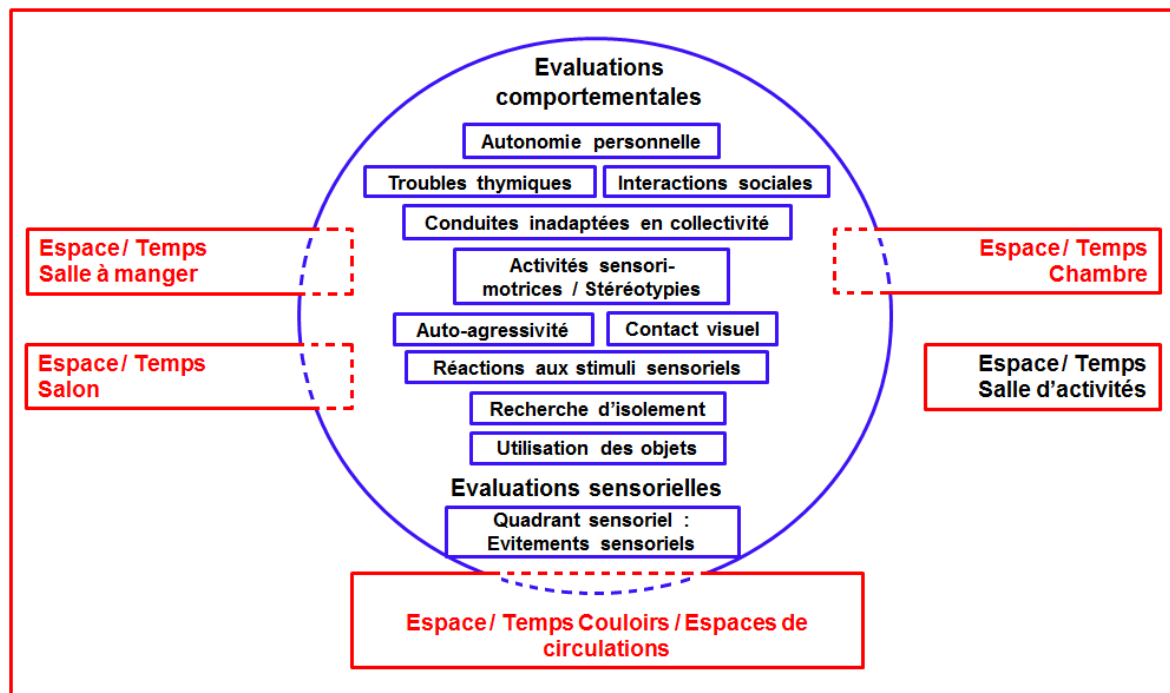 Evaluations
comportementales
Autonomie personnelle
Troubles thymiques
Interactions sociales
Conduites inadaptées en collectivité
Espace/ Temps
Salle à manger
Activités sensori-
motrices / Stéréotypies
Espace/ Temps
Chambre
Auto-agressivité
Contact visuel
Espace/ Temps
Salon
Réactions aux stimuli sensoriels
Espace/ Temps
Salle d'activités
Recherche d'isolement
Utilisation des objets
Evaluations sensorielles
Quadrant sensoriel :
Evitements sensoriels
Espace/ Temps Couloirs / Espaces de
circulations